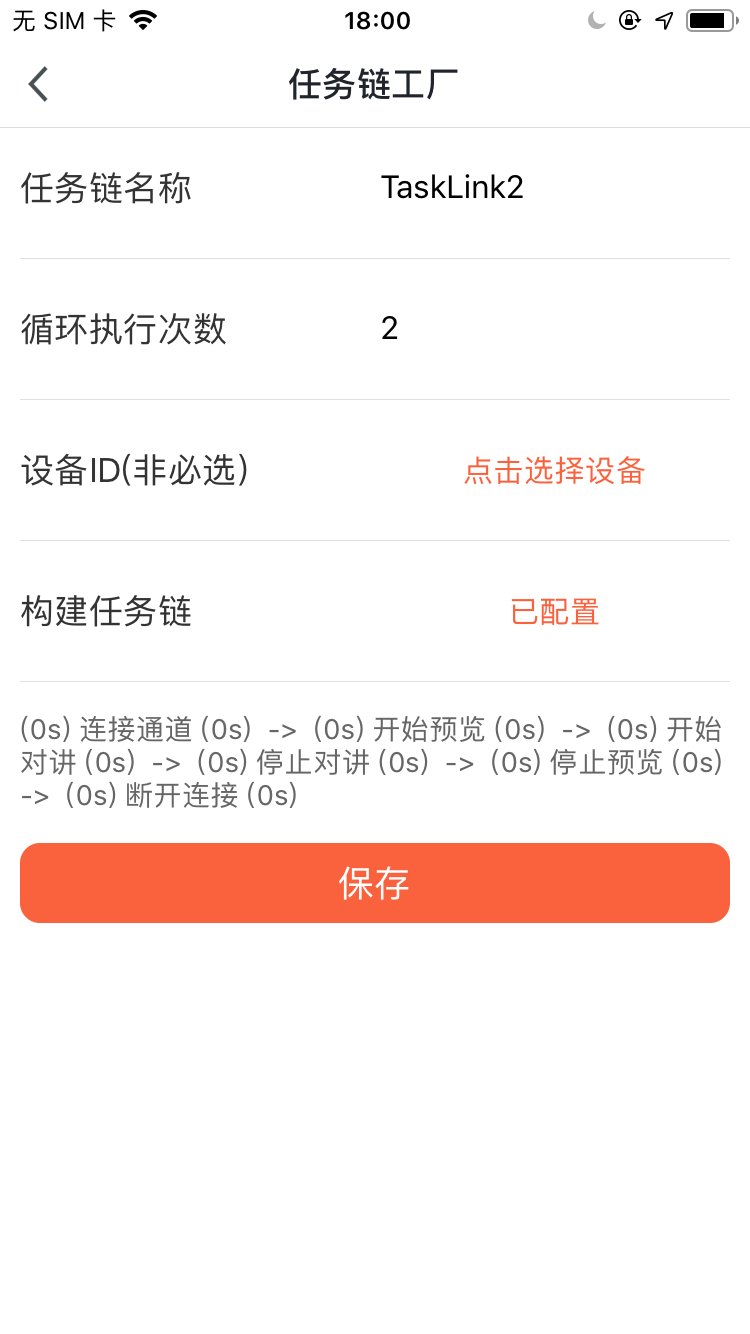 无 SIM 卡 18:00
任务链工厂
任务链名称 TaskLink2
循环执行次数 2
设备ID(非必选) 点击选择设备
构建任务链 已配置
(0s) 连接通道 (0s) -> (0s) 开始预览 (0s) -> (0s) 开始
对讲 (0s) -> (0s) 停止对讲 (0s) -> (0s) 停止预览 (0s)
-> (0s) 断开连接 (0s)
保存